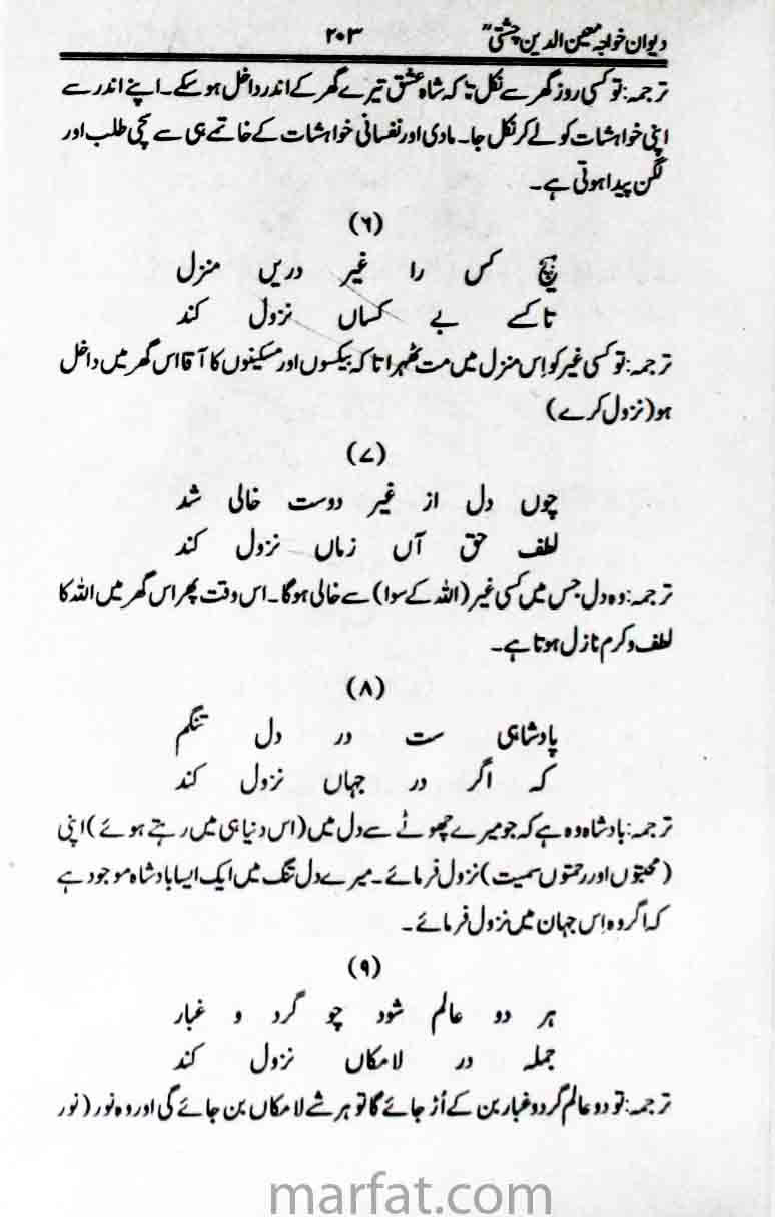 دیوان خواجہ معین الدین چشتیؒ ۲۰۳
ترجمہ: تو کسی روز گھر سے نکل تا کہ شاہ عشق تیرے گھر کے اندر داخل ہو سکے۔ اپنے اندر سے
اپنی خواہشات کو لے کر نکل جا۔ مادی اور نفسانی خواہشات کے خاتمے ہی سے سچی طلب اور
لگن پیدا ہوتی ہے۔
(۶)
ہیچ کس را غیر دریں منزل
تا کے بے کساں نزول کند
ترجمہ: تو کسی غیر کو اِس منزل میں مت ٹھہرا تا کہ بیکسوں اور مسکینوں کا آقا اس گھر میں داخل
ہو (نزول کرے)
(۷)
چوں دل از غیر دوست خالی شد
لطف حق آں زماں نزول کند
ترجمہ: وہ دل جس میں کسی غیر (اللہ کے سوا) سے خالی ہوگا۔ اس وقت پھر اس گھر میں اللہ کا
لطف و کرم نازل ہوتا ہے۔
(۸)
پادشاہی ست در دل تنگم
کہ اگر در جہاں نزول کند
ترجمہ: بادشاہ وہ ہے کہ جو میرے چھوٹے سے دل میں (اس دنیا ہی میں رہتے ہوئے) اپنی
(محبتوں اور رحمتوں سمیت) نزول فرمائے۔ میرے دل تنگ میں ایک ایسا بادشاہ موجود ہے
کہ اگر وہ اِس جہان میں نزول فرمائے۔
(۹)
ہر دو عالم شود چو گرد و غبار
جملہ در لامکاں نزول کند
ترجمہ: تو دو عالم گرد و غبار بن کے اُڑ جائے گا تو ہر شے لا مکاں بن جائے گی اور وہ نور (نور
marfat.com